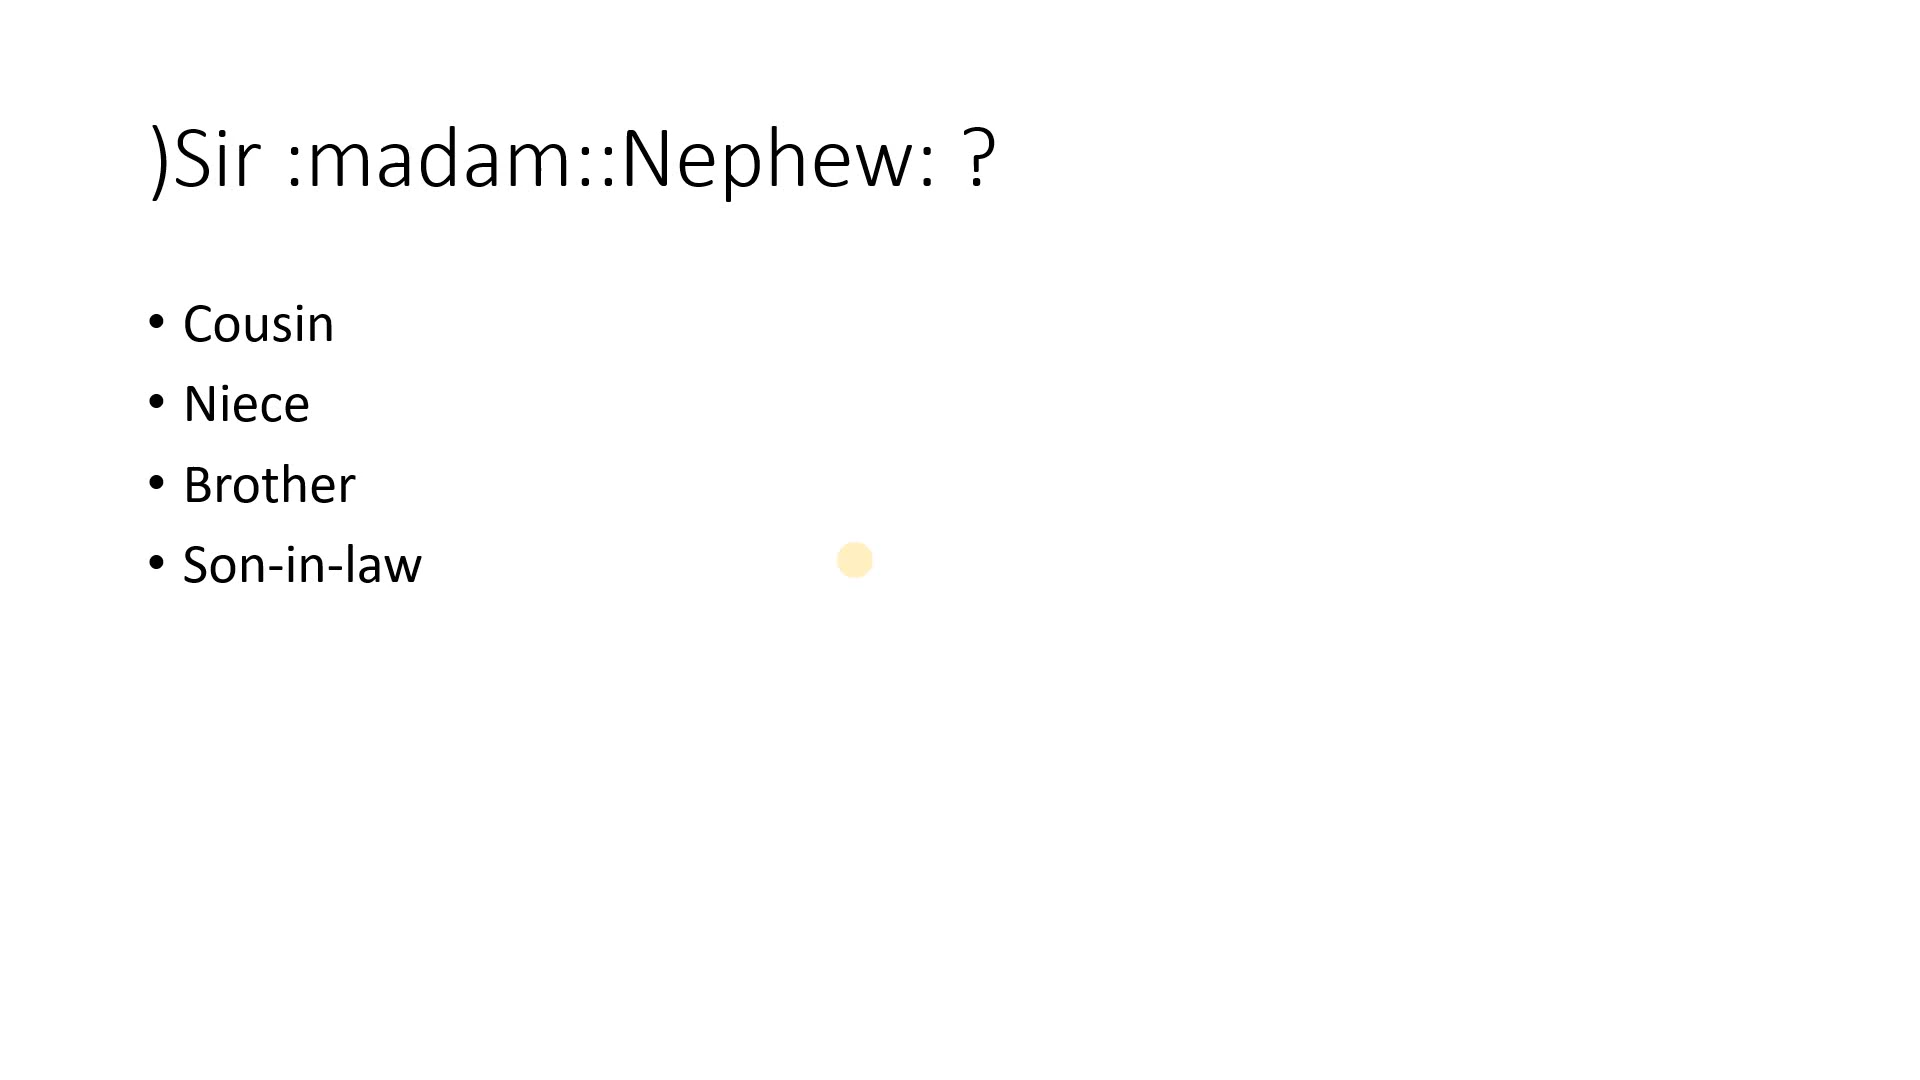 )Sir :madam::Nephew: ?
• Cousin
• Niece
• Brother
• Son-in-law